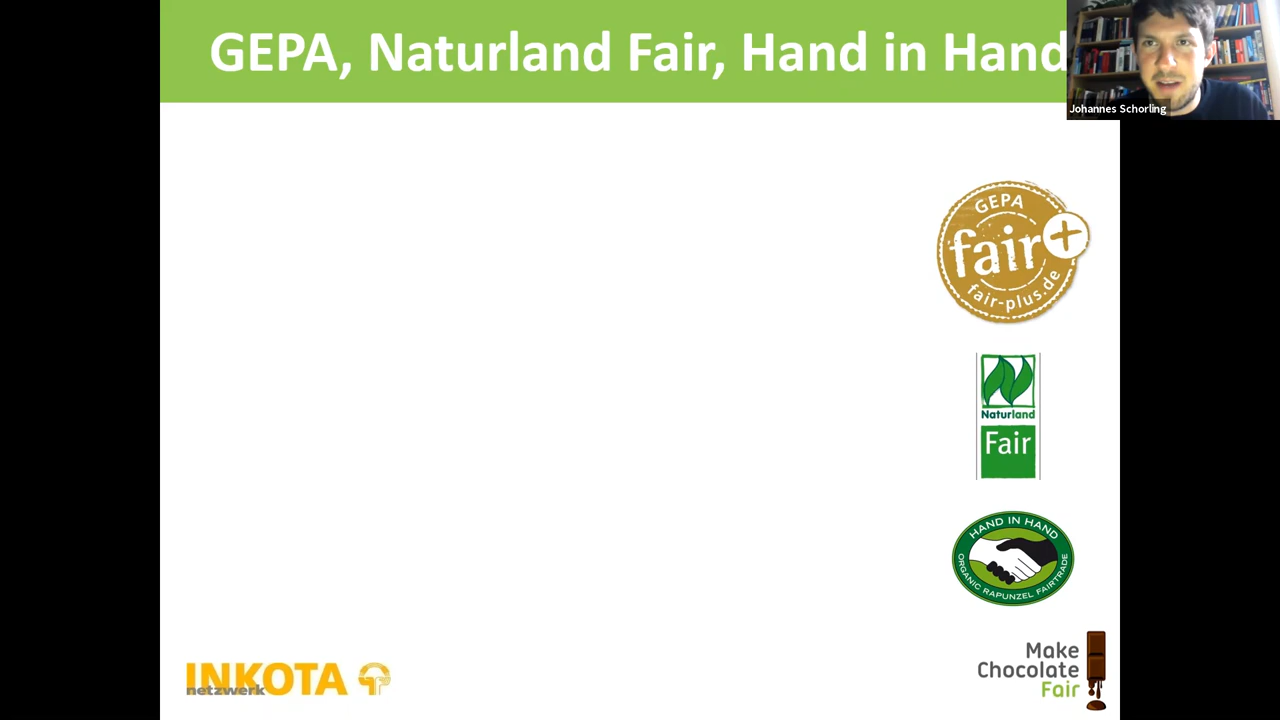 GEPA, Naturland Fair, Hand in Hand
Johannes Schorling
GEPA
fair+
fair-plus.de
Naturland
Fair
HAND IN HAND
ORGANIC RAPUNZEL FAIRTRADE
INKOTA
netzwerk
Make
Chocolate
Fair